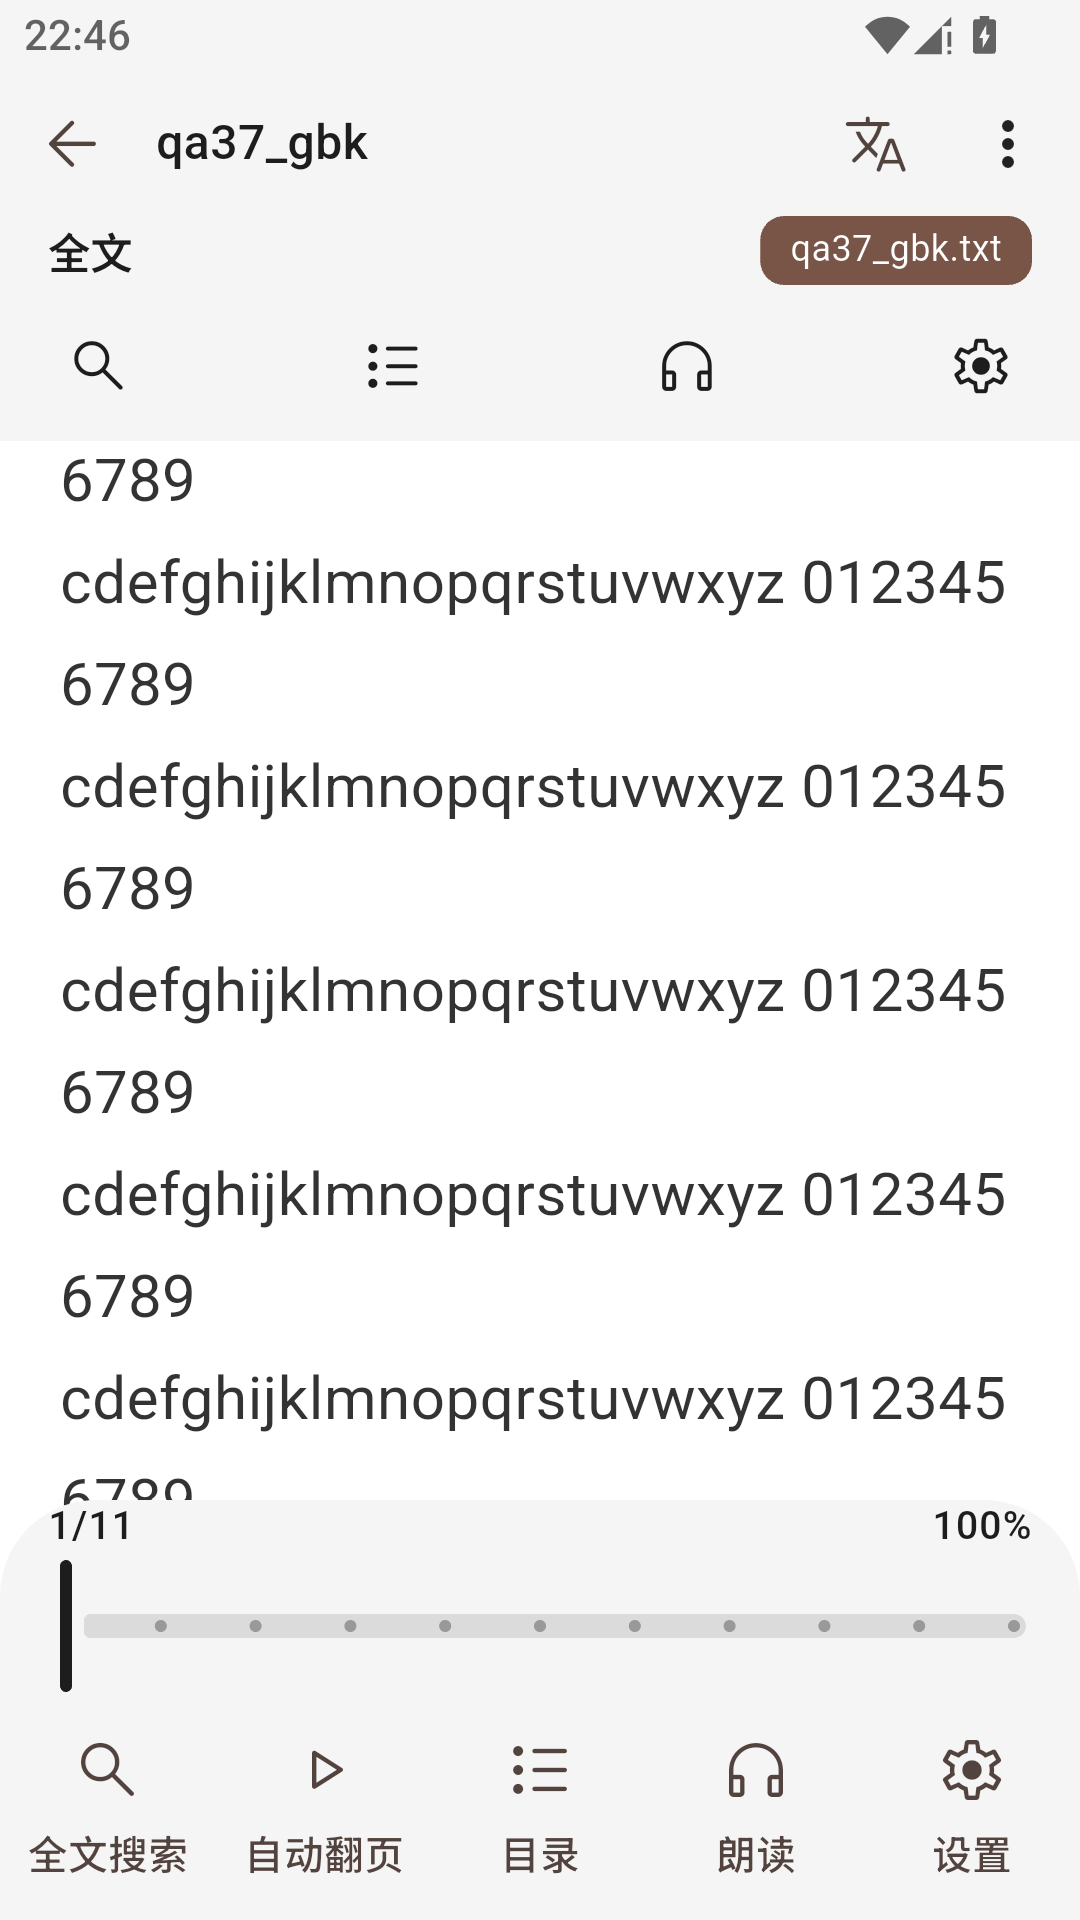 22:46
qa37_gbk
全文
qa37_gbk.txt
6789
cdefghijklmnopqrstuvwxyz 012345
6789
cdefghijklmnopqrstuvwxyz 012345
6789
cdefghijklmnopqrstuvwxyz 012345
6789
cdefghijklmnopqrstuvwxyz 012345
6789
cdefghijklmnopqrstuvwxyz 012345
6789
1/11
100%
全文搜索
自动翻页
目录
朗读
设置